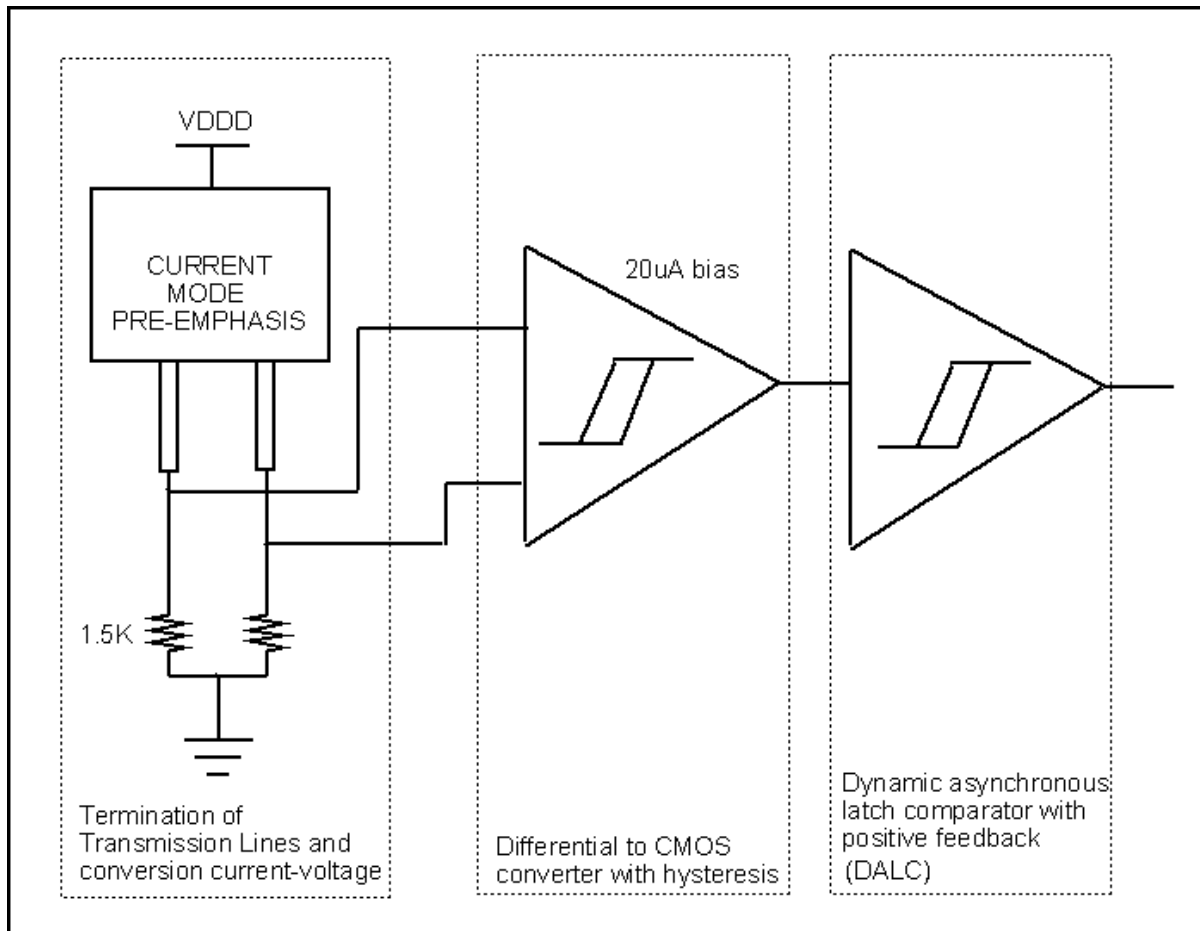 VDDD
CURRENT
MODE
PRE-EMPHASIS
1.5K
Termination of
Transmission Lines and
conversion current-voltage
20uA bias
Differential to CMOS
converter with hysteresis
Dynamic asynchronous
latch comparator with
positive feedback
(DALC)